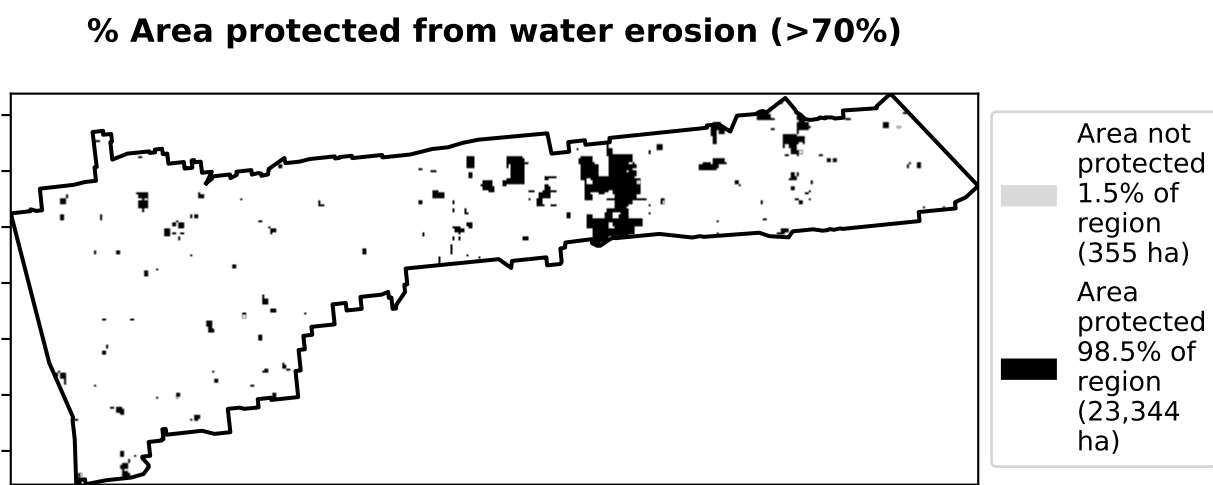 % Area protected from water erosion (>70%)
Area not
protected
1.5% of
region
(355 ha)
Area
protected
98.5% of
region
(23,344
ha)